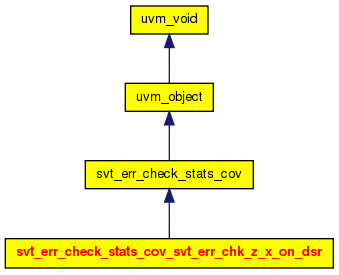 uvm_void
uvm_object
svt_err_check_stats_cov
svt_err_check_stats_cov_svt_err_chk_z_x_on_dsr